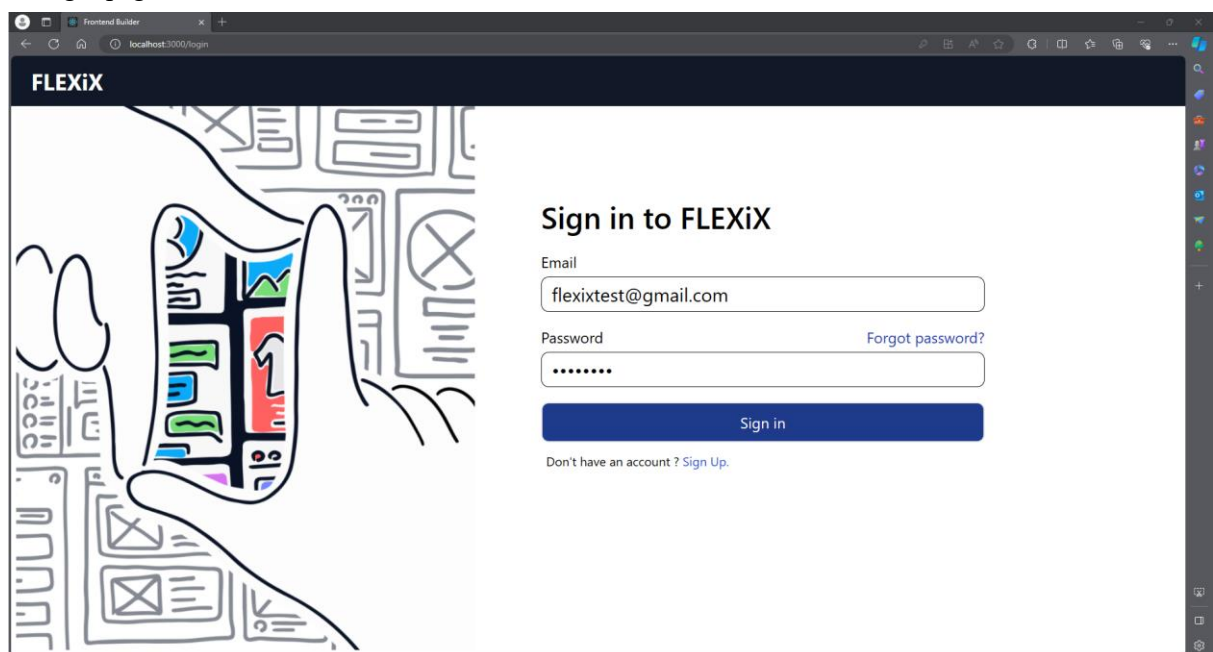 Frontend Builder
localhost:3000/login
FLEXiX
Sign in to FLEXiX
Email
flexixtest@gmail.com
Password
Forgot password?
••••••••
Sign in
Don't have an account ? Sign Up.